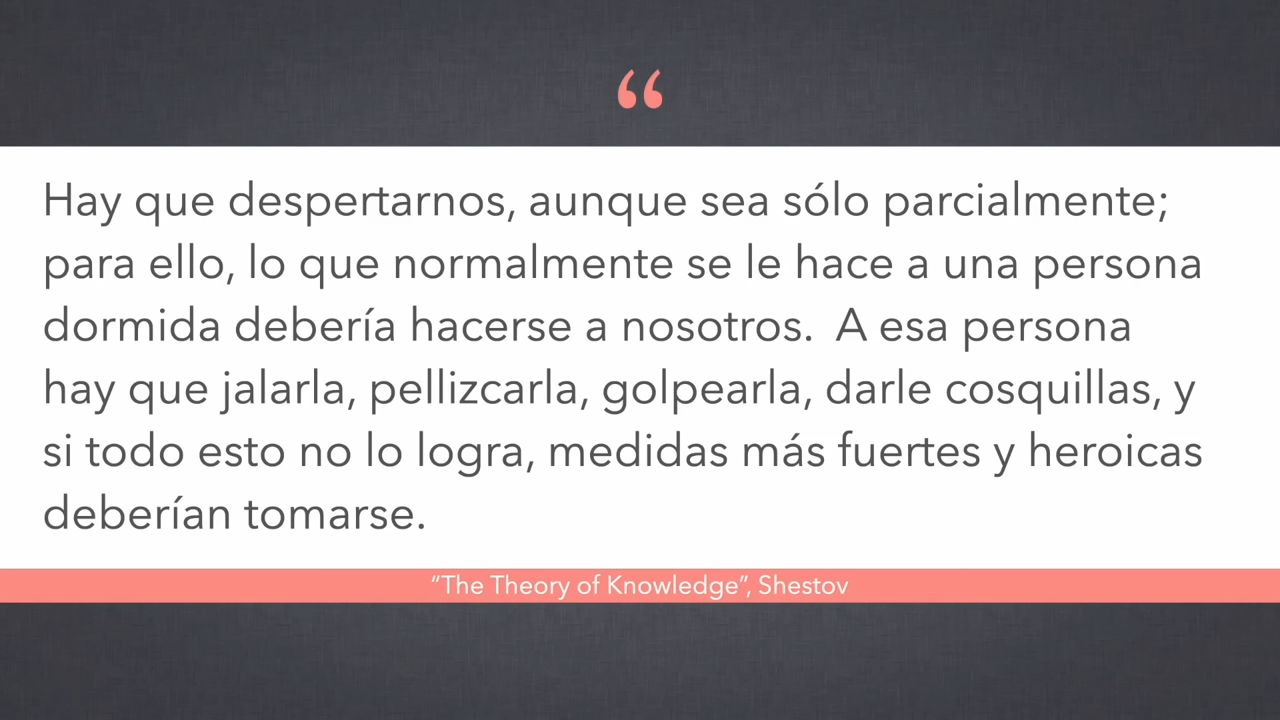 “
Hay que despertarnos, aunque sea sólo parcialmente;
para ello, lo que normalmente se le hace a una persona
dormida debería hacerse a nosotros.  A esa persona
hay que jalarla, pellizcarla, golpearla, darle cosquillas, y
si todo esto no lo logra, medidas más fuertes y heroicas
deberían tomarse.
“The Theory of Knowledge”, Shestov